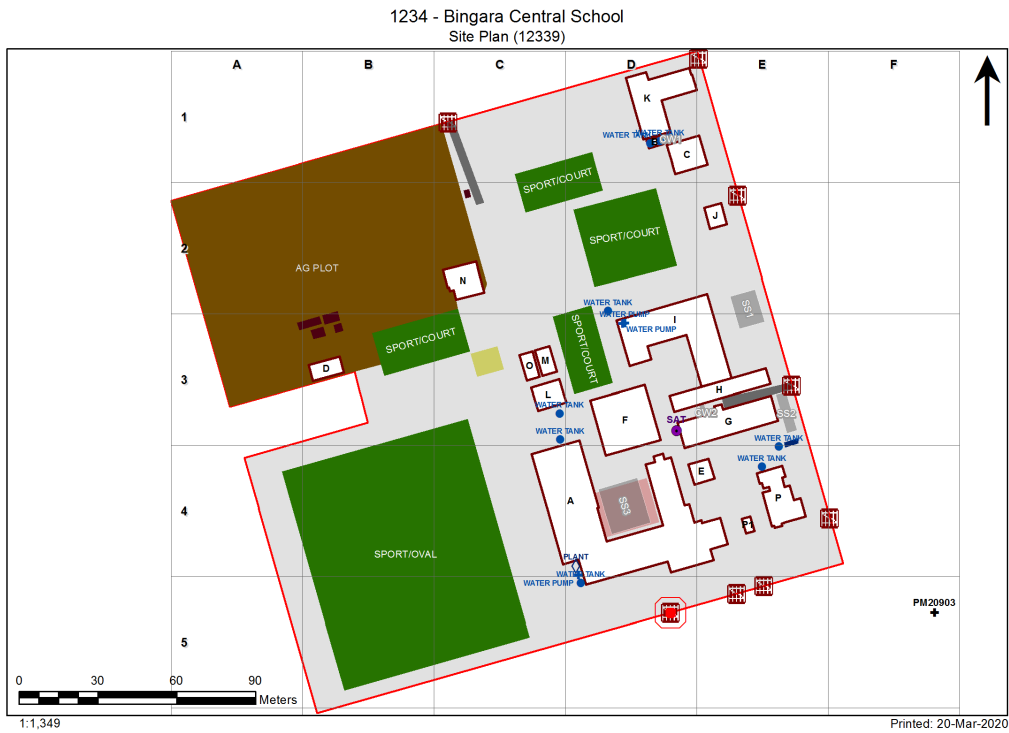 1234 - Bingara Central School
Site Plan (12339)
A B C D E F
1
K
WATER TANK
WATER TANK
B
GW1
C
SPORT/COURT
J
2
SPORT/COURT
AG PLOT
N
WATER TANK
SS1
WATER PUMP
I
WATER PUMP
SPORT/COURT
SPORT/COURT
3
D
O
M
H
L
WATER TANK
GW2
SS2
F
SAT
G
WATER TANK
WATER TANK
WATER TANK
E
A
SS3
P
4
P1
SPORT/OVAL
PLANT
WATER TANK
WATER PUMP
PM20903
5
0 30 60 90
Meters
1:1,349
Printed: 20-Mar-2020